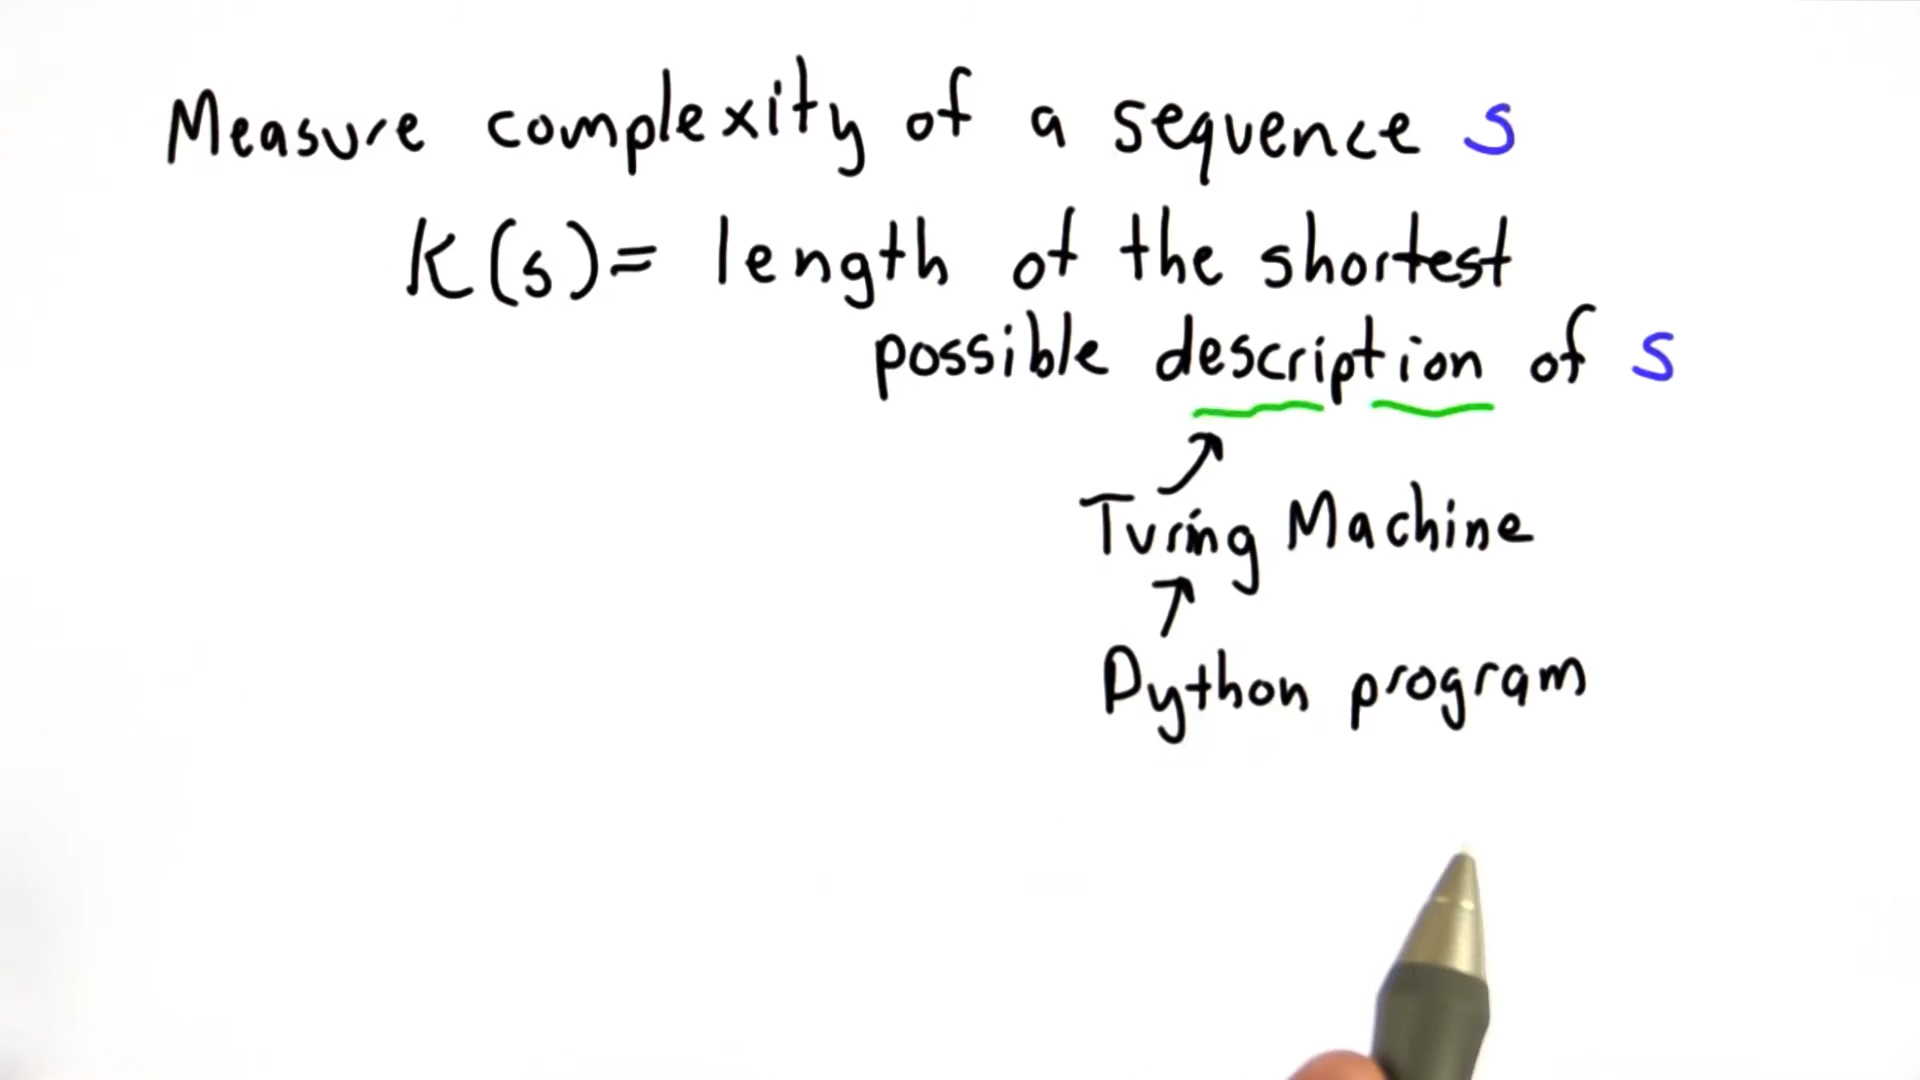 Measure complexity of a sequence s
K(s) = length of the shortest
possible description of s
Turing Machine
Python program